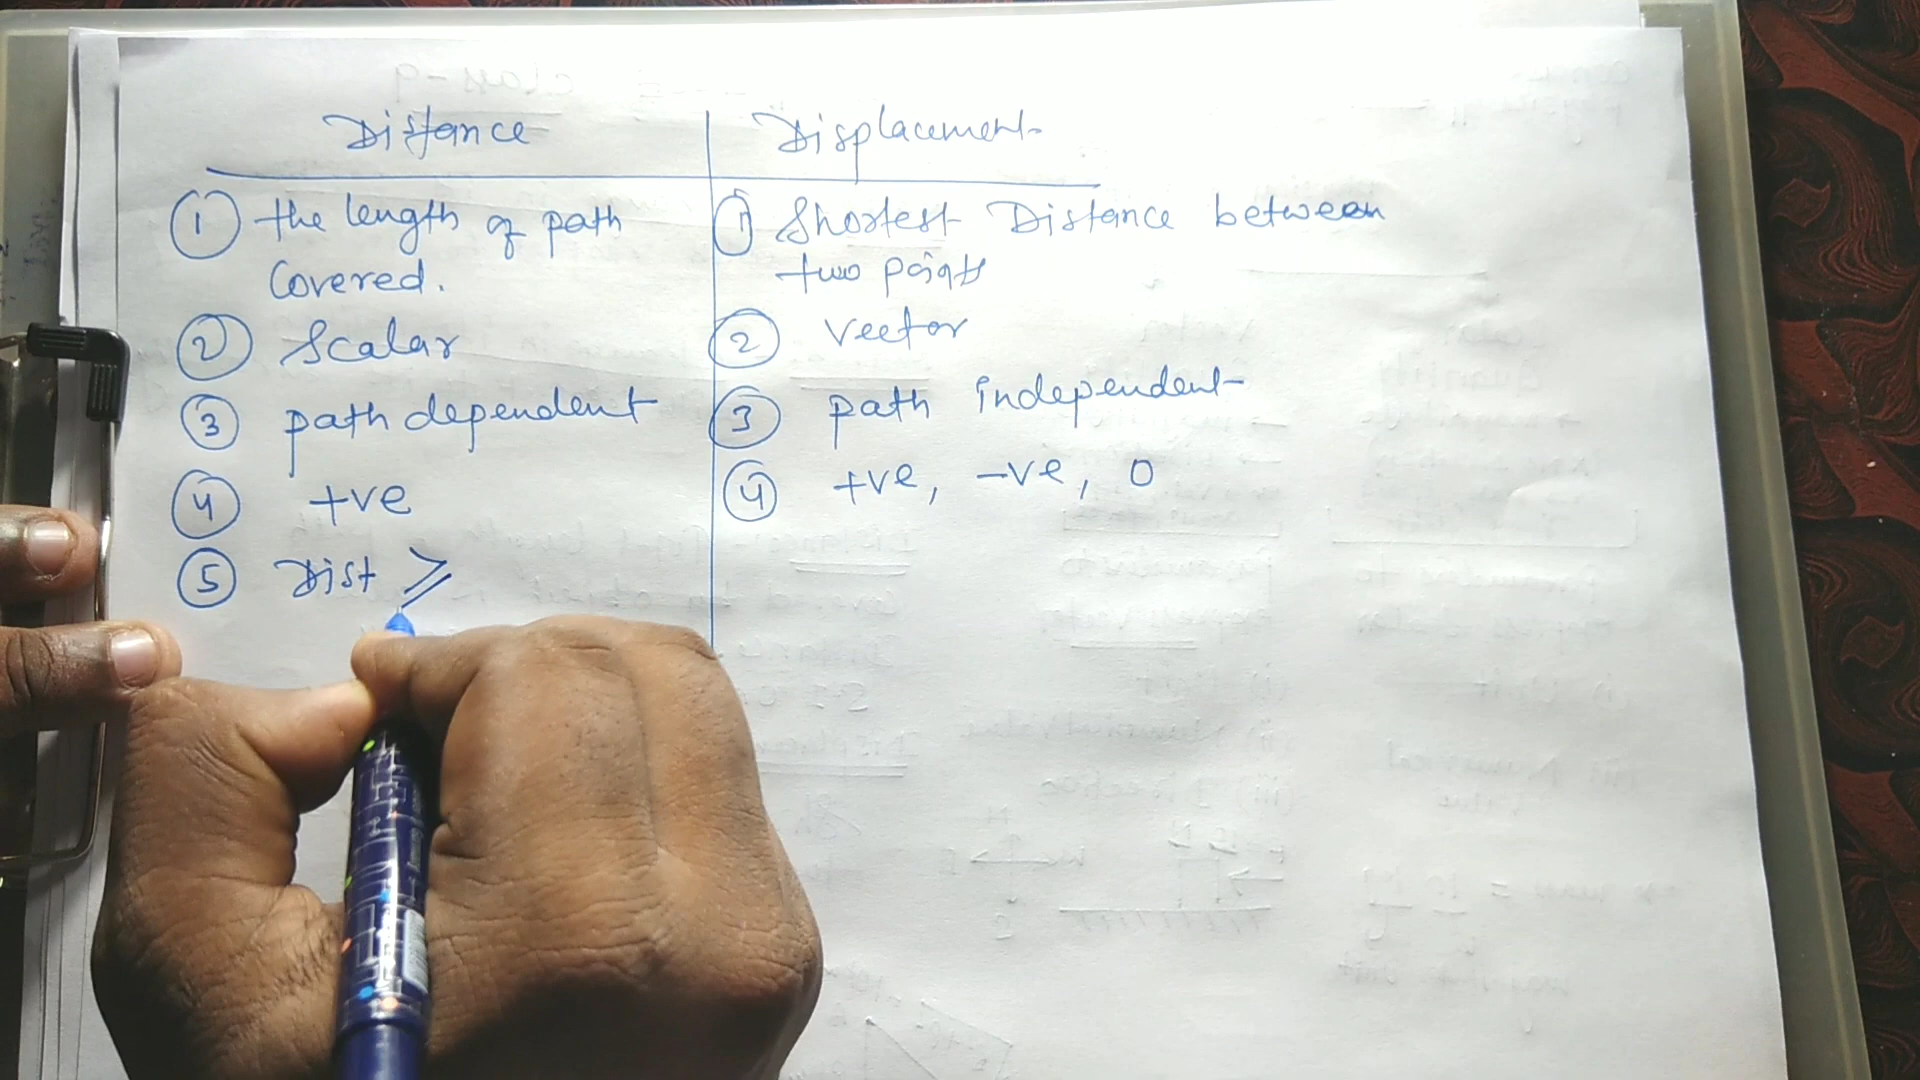 Distance
Displacement
① the length of path
covered.
② Scalar
③ path dependent
④ +ve
⑤ Dist ⩾
① Shortest Distance between
two points
② Vector
③ path independent
④ +ve, -ve, 0